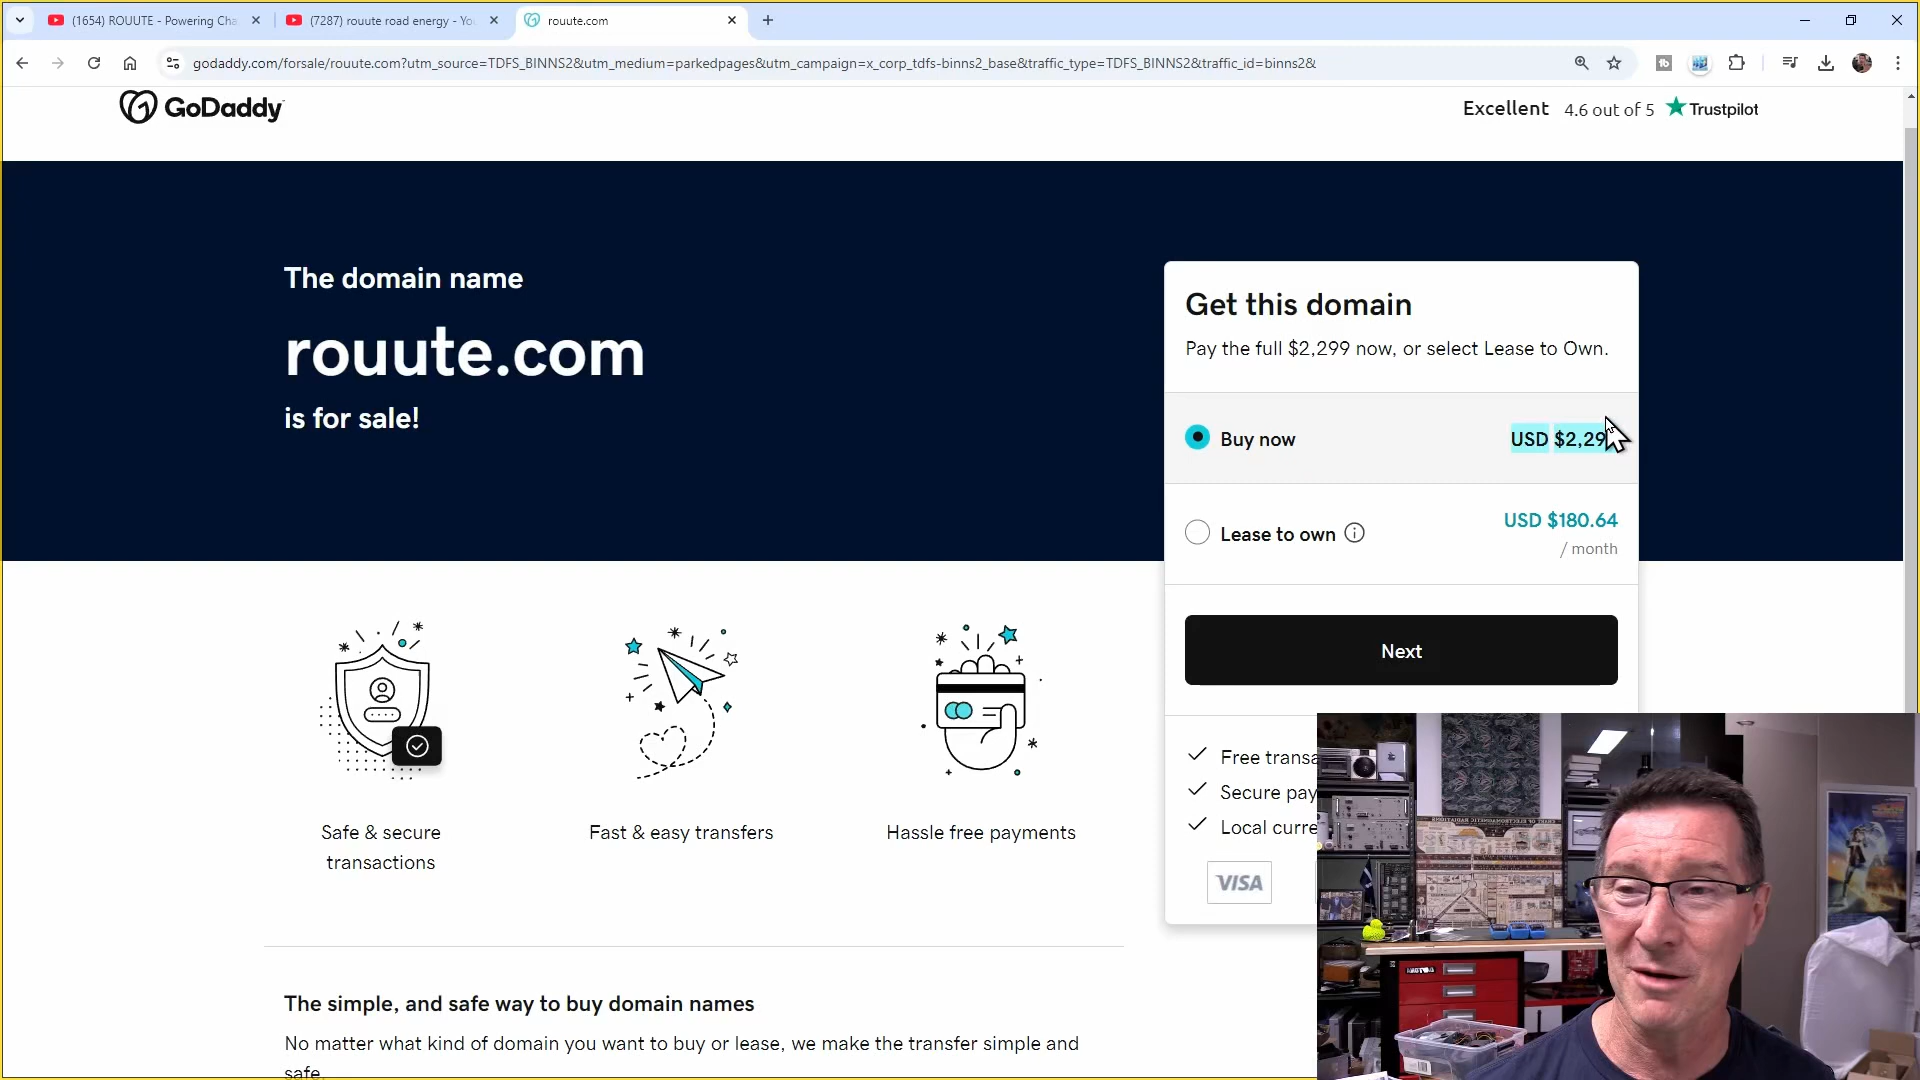 (1654) ROUUTE - Powering Cha
(7287) rouute road energy - Yo
rouute.com
godaddy.com/forsale/rouute.com?utm_source=TDFS_BINNS2&utm_medium=parkedpages&utm_campaign=x_corp_tdfs-binns2_base&traffic_type=TDFS_BINNS2&traffic_id=binns2&
GoDaddy
Excellent 4.6 out of 5 Trustpilot
The domain name
rouute.com
is for sale!
Get this domain
Pay the full $2,299 now, or select Lease to Own.
Buy now USD $2,29
Lease to own USD $180.64
/ month
Next
Free transa
Secure pay
Local curre
VISA
Safe & secure
transactions
Fast & easy transfers
Hassle free payments
The simple, and safe way to buy domain names
No matter what kind of domain you want to buy or lease, we make the transfer simple and
safe.